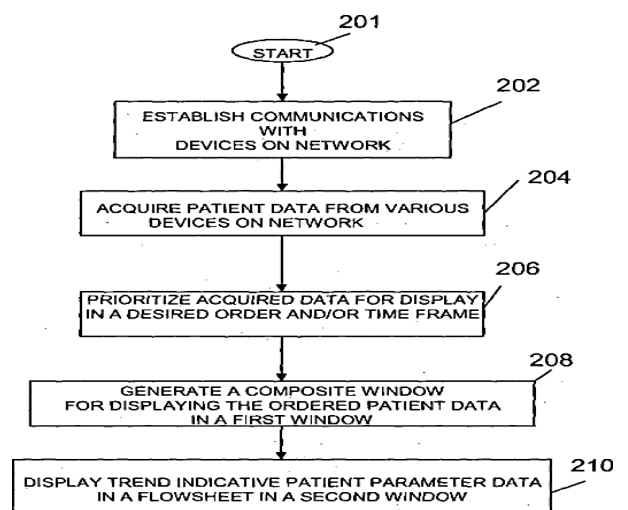 201
START
202
ESTABLISH COMMUNICATIONS
WITH
DEVICES ON NETWORK
204
ACQUIRE PATIENT DATA FROM VARIOUS
DEVICES ON NETWORK
206
PRIORITIZE ACQUIRED DATA FOR DISPLAY
IN A DESIRED ORDER AND/OR TIME FRAME
208
GENERATE A COMPOSITE WINDOW
FOR DISPLAYING THE ORDERED PATIENT DATA
IN A FIRST WINDOW
210
DISPLAY TREND INDICATIVE PATIENT PARAMETER DATA
IN A FLOWSHEET IN A SECOND WINDOW